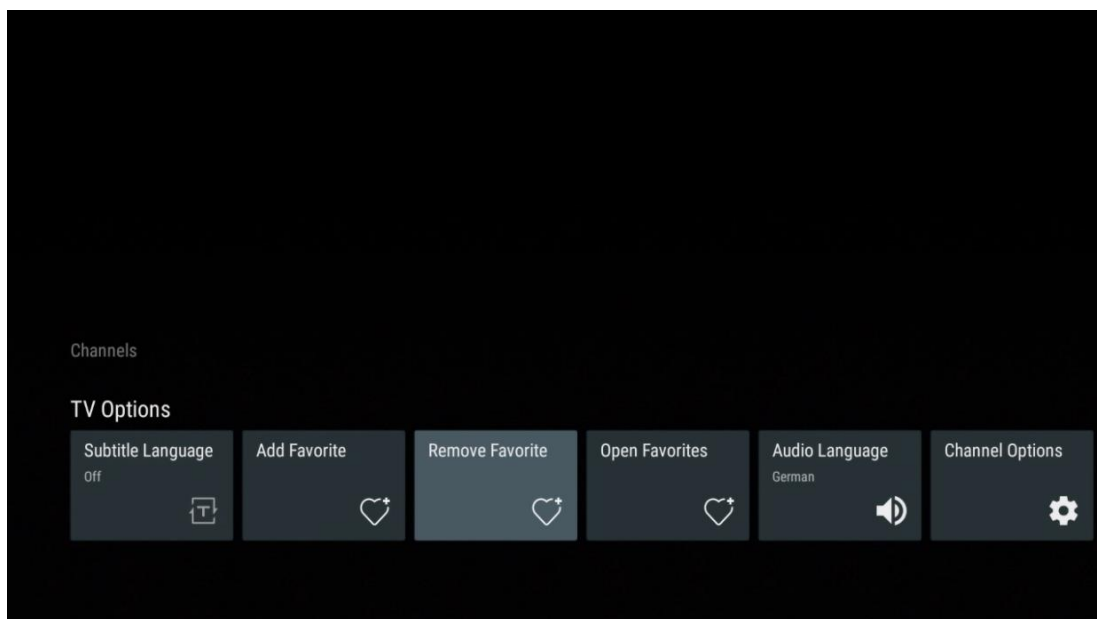 Channels
TV Options
Subtitle Language
Off
T
Add Favorite
Remove Favorite
Open Favorites
Audio Language
German
Channel Options